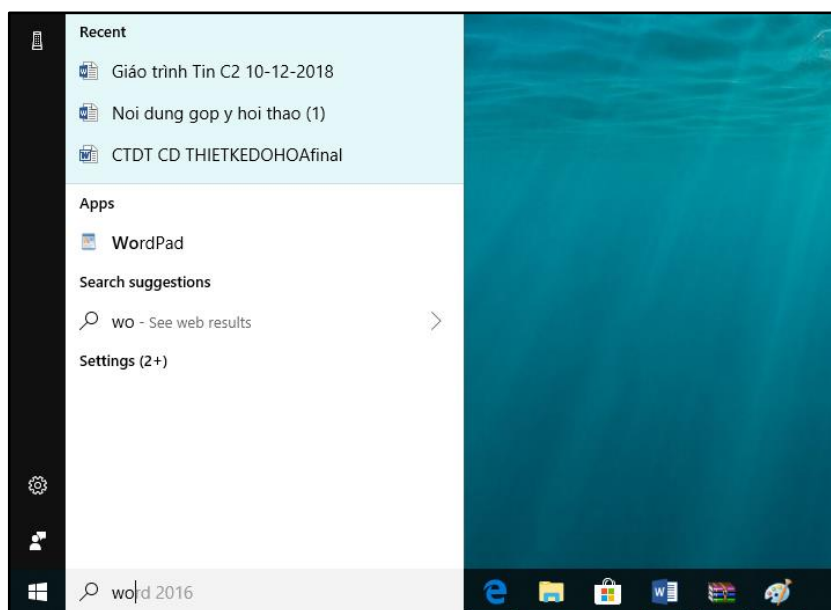 Recent
Giáo trình Tin C2 10-12-2018
Noi dung gop y hoi thao (1)
CTDT CD THIETKEDOHOAfinal
Apps
WordPad
Search suggestions
wo - See web results
Settings (2+)
word 2016